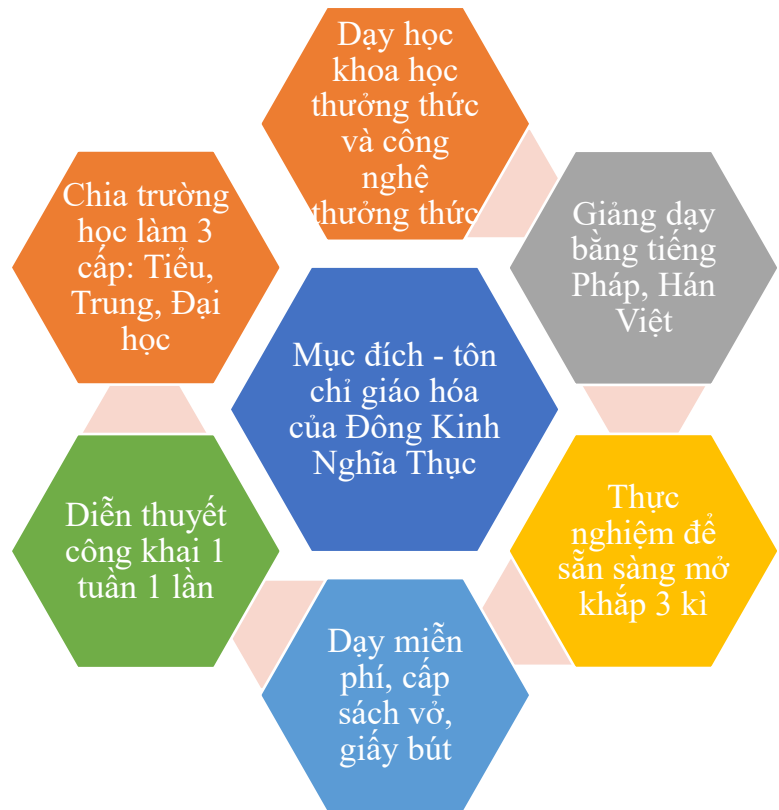 Dạy học
khoa học
thưởng thức
và công
nghệ
thưởng thức
Giảng dạy
bằng tiếng
Pháp, Hán
Việt
Thực
nghiệm để
sẵn sàng mở
khắp 3 kì
Dạy miễn
phí, cấp
sách vở,
giấy bút
Diễn thuyết
công khai 1
tuần 1 lần
Chia trường
học làm 3
cấp: Tiểu,
Trung, Đại
học
Mục đích - tôn
chỉ giáo hóa
của Đông Kinh
Nghĩa Thục